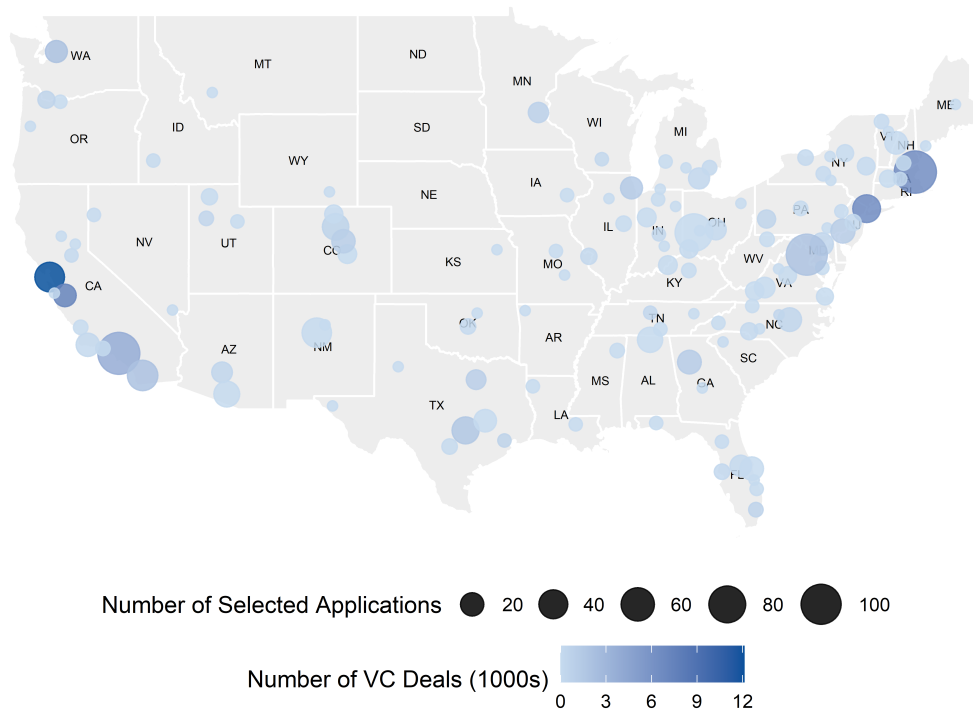 WA
MT
ND
MN
ME
OR
ID
SD
WI
MI
VT
NH
WY
NY
NE
IA
RI
PA
NV
UT
CO
KS
MO
IL
IN
OH
WV
MD
CA
KY
VA
AZ
NM
OK
AR
TN
NC
SC
TX
LA
MS
AL
GA
FL
Number of Selected Applications 20 40 60 80 100
Number of VC Deals (1000s)
0 3 6 9 12